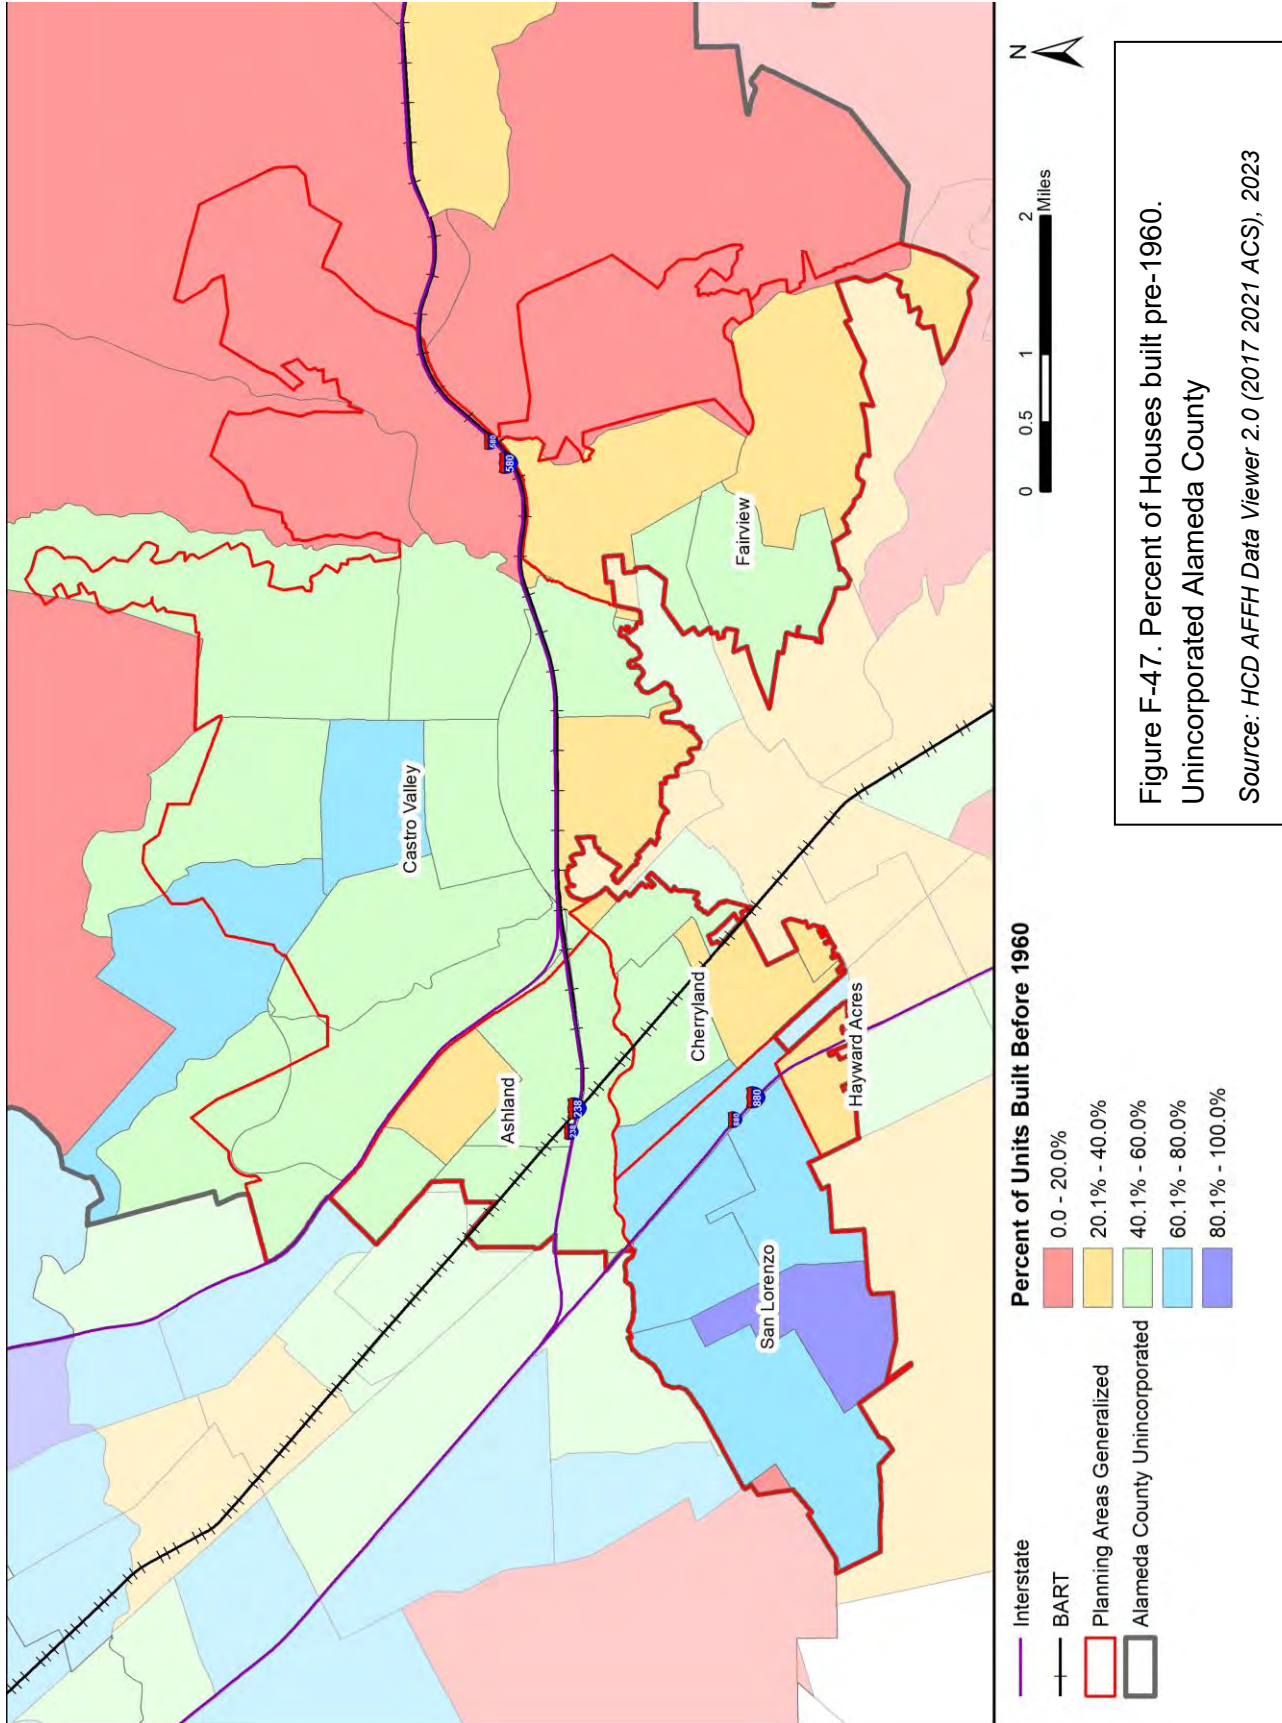 Castro Valley
Ashland
Cherryland
Fairview
Hayward Acres
San Lorenzo
580
580
238
238
880
880
N
0 0.5 1 2
Miles
Interstate
BART
Planning Areas Generalized
Alameda County Unincorporated
Percent of Units Built Before 1960
0.0 - 20.0%
20.1% - 40.0%
40.1% - 60.0%
60.1% - 80.0%
80.1% - 100.0%
Figure F-47. Percent of Houses built pre-1960.
Unincorporated Alameda County
Source: HCD AFFH Data Viewer 2.0 (2017 2021 ACS), 2023